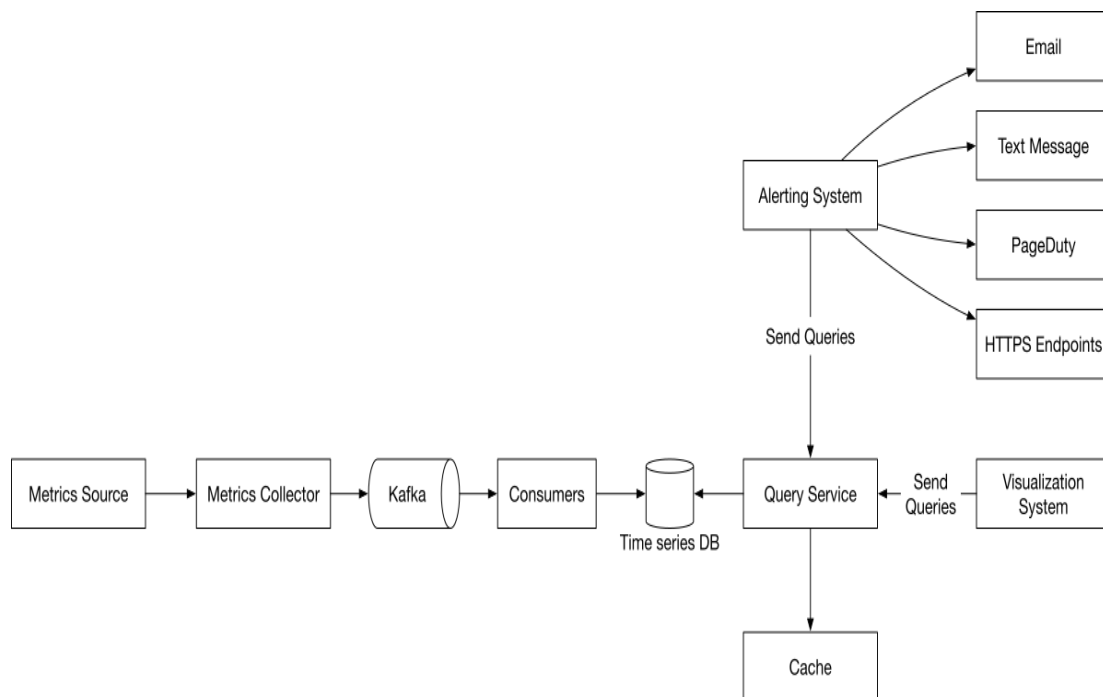 Email
Text Message
Alerting System
PageDuty
HTTPS Endpoints
Send Queries
Metrics Source
Metrics Collector
Kafka
Consumers
Time series DB
Query Service
Send
Queries
Visualization
System
Cache